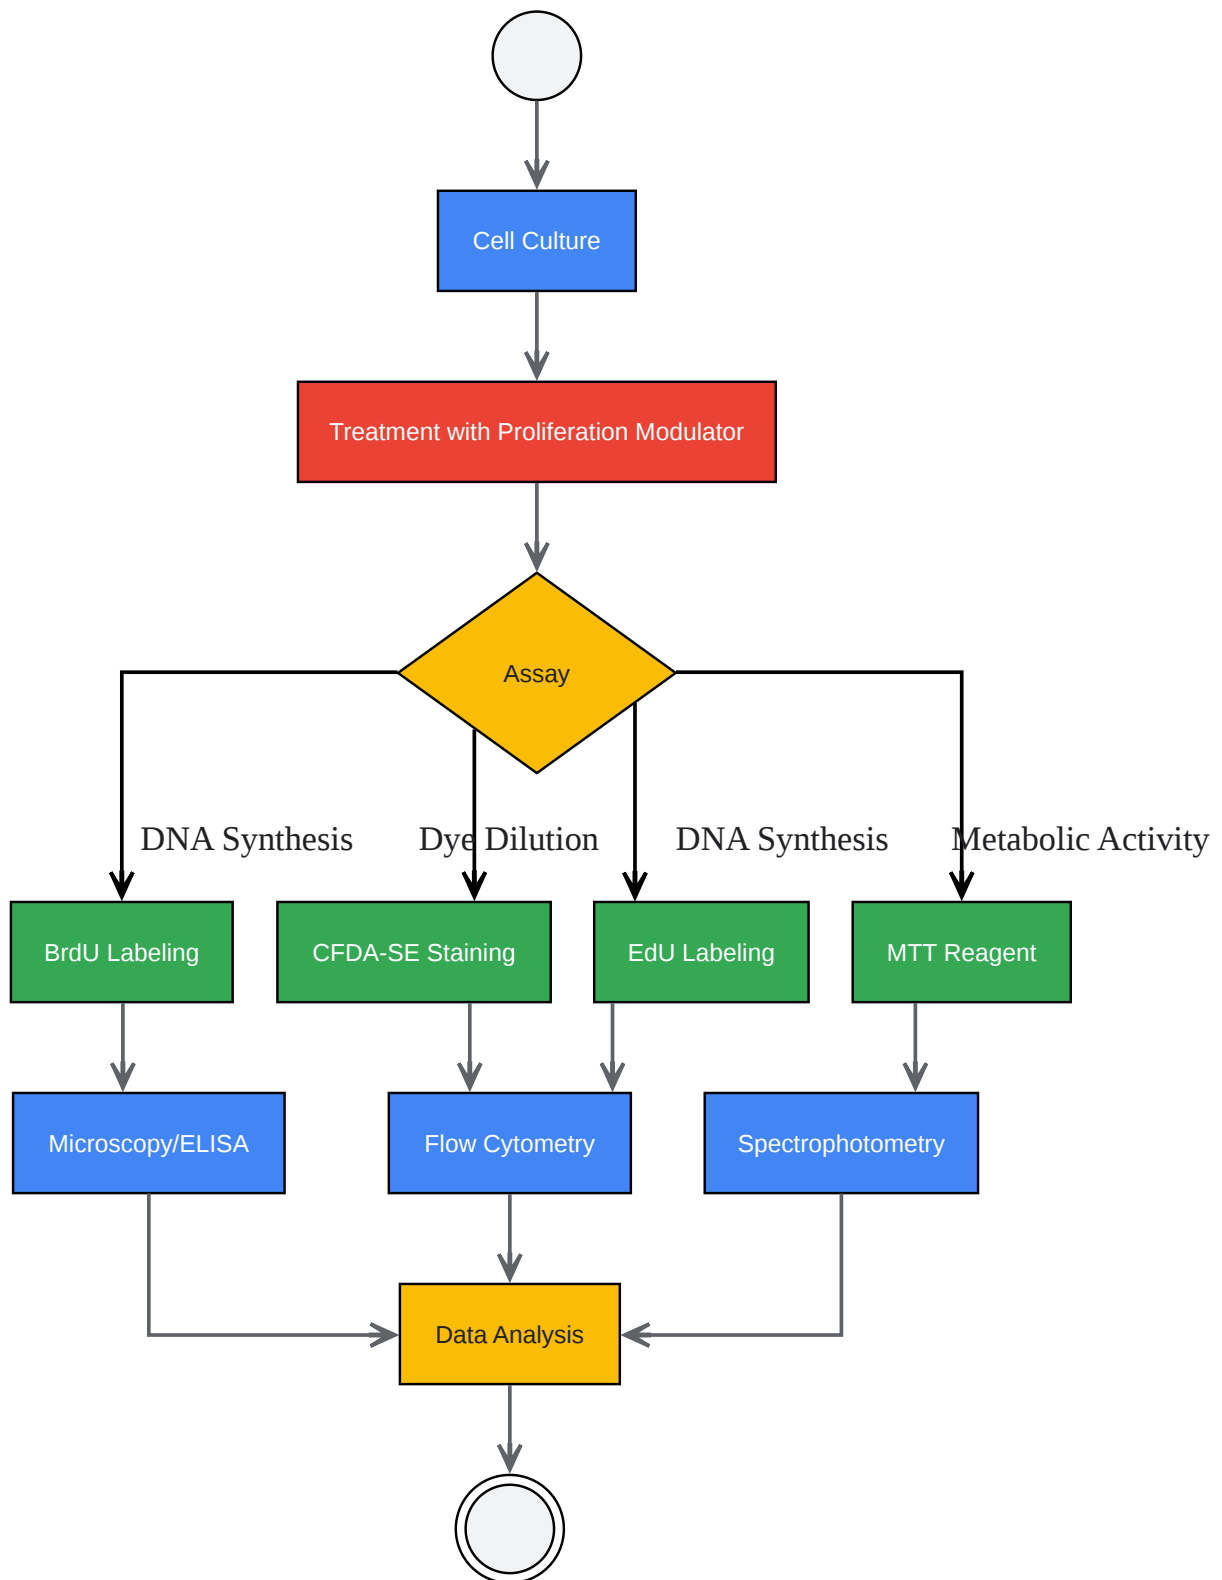 Cell Culture
Treatment with Proliferation Modulator
Assay
DNA Synthesis
Dye Dilution
DNA Synthesis
Metabolic Activity
BrdU Labeling
CFDA-SE Staining
EdU Labeling
MTT Reagent
Microscopy/ELISA
Flow Cytometry
Spectrophotometry
Data Analysis